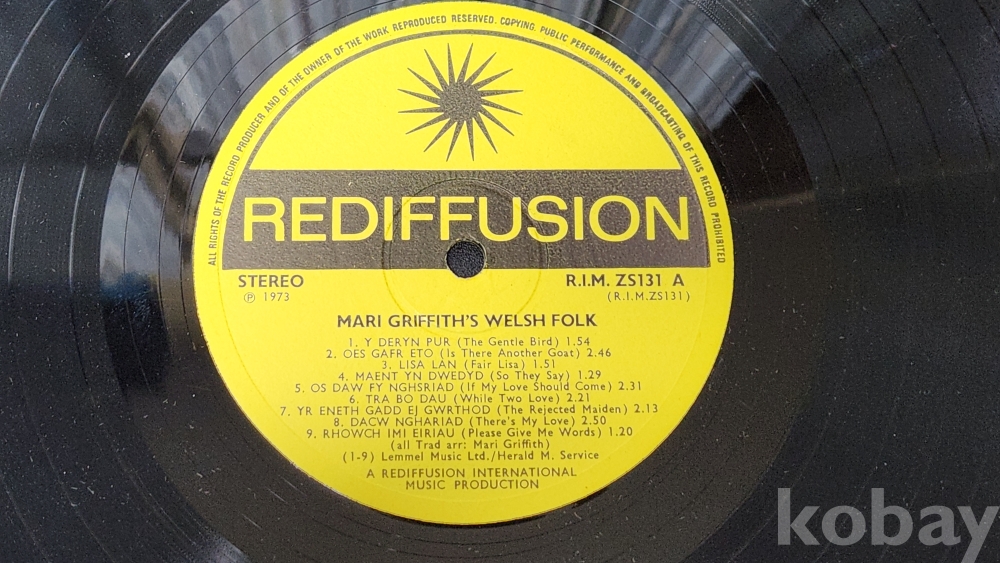 ALL RIGHTS OF THE RECORD PRODUCER AND OF THE OWNER OF THE WORK REPRODUCED RESERVED. COPYING, PUBLIC PERFORMANCE AND BROADCASTING OF THIS RECORD PROHIBITED
REDIFFUSION
STEREO R.I.M. ZS131 A
℗ 1973 (R.I.M.ZS131)
MARI GRIFFITH'S WELSH FOLK
1. Y DERYN PUR (The Gentle Bird) 1.54
2. OES GAFR ETO (Is There Another Goat) 2.46
3. LISA LAN (Fair Lisa) 1.51
4. MAENT YN DWEDYD (So They Say) 1.29
5. OS DAW FY NGHSRIAD (If My Love Should Come) 2.31
6. TRA BO DAU (While Two Love) 2.21
7. YR ENETH GADD EJ GWRTHOD (The Rejected Maiden) 2.13
8. DACW NGHARIAD (There's My Love) 2.50
9. RHOWCH IMI EIRIAU (Please Give Me Words) 1.20
(all Trad arr: Mari Griffith)
(1-9) Lemmel Music Ltd./Herald M. Service
A REDIFFUSION INTERNATIONAL
MUSIC PRODUCTION
kobay